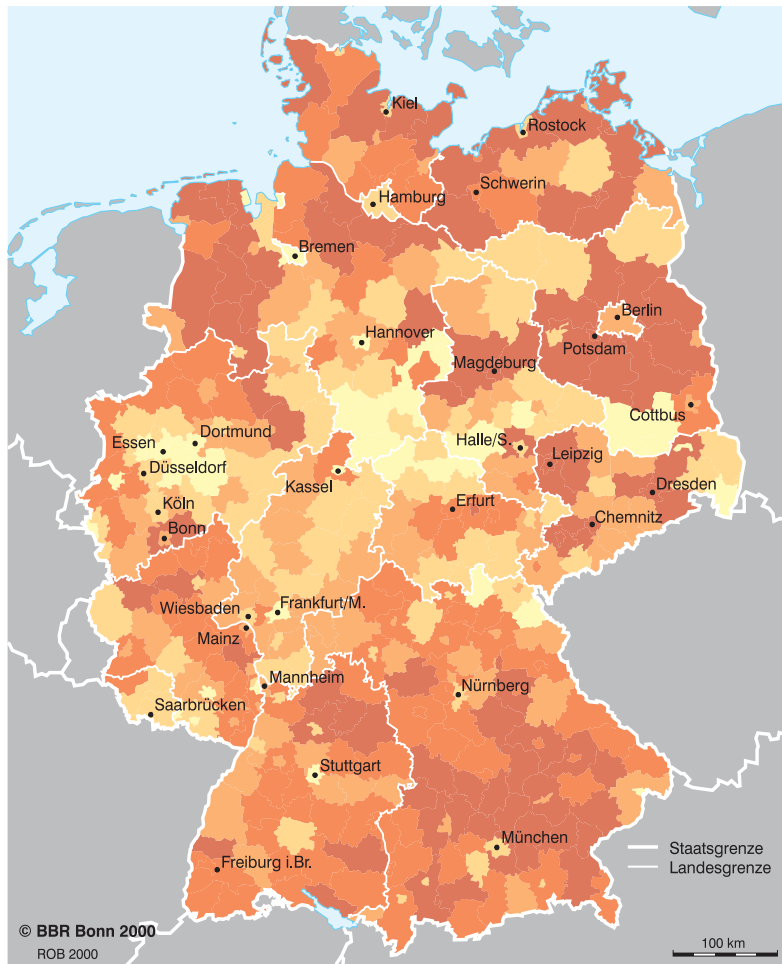 Kiel
Rostock
Schwerin
Hamburg
Bremen
Berlin
Hannover
Potsdam
Magdeburg
Cottbus
Dortmund
Essen
Halle/S.
Leipzig
Düsseldorf
Kassel
Dresden
Köln
Erfurt
Chemnitz
Bonn
Wiesbaden
Frankfurt/M.
Mainz
Mannheim
Nürnberg
Saarbrücken
Stuttgart
München
Staatsgrenze
Freiburg i.Br.
Landesgrenze
© BBR Bonn 2000
ROB 2000
100 km